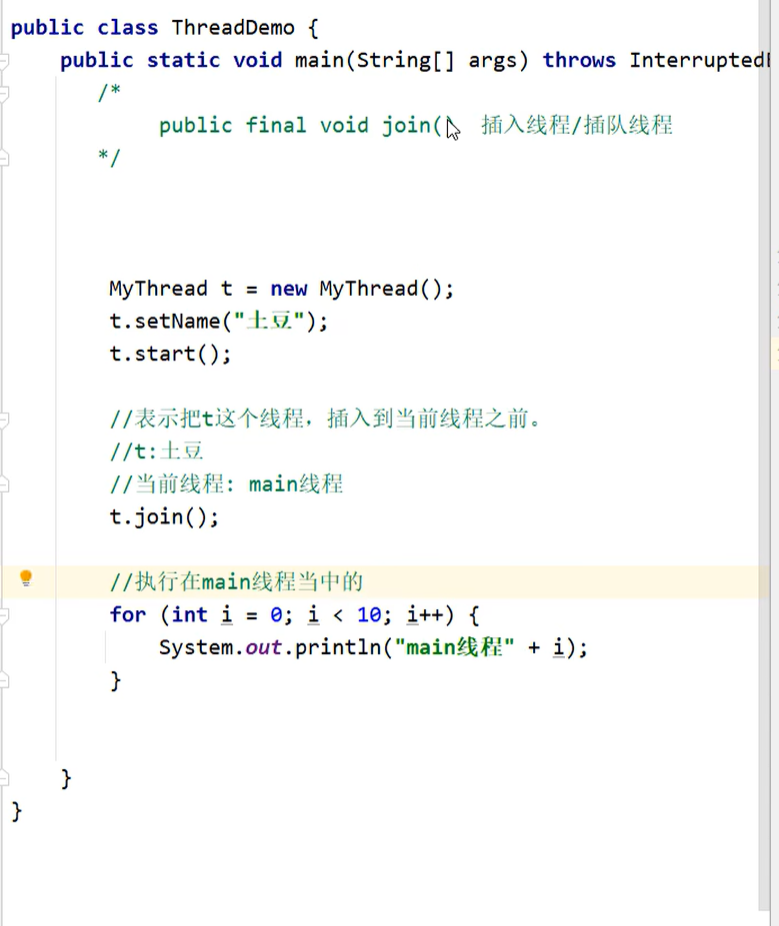 public class ThreadDemo {
public static void main(String[] args) throws Interrupted
/*
public final void join( 插入线程/插队线程
*/
MyThread t = new MyThread();
t.setName("土豆");
t.start();
//表示把t这个线程，插入到当前线程之前。
//t:土豆
//当前线程: main线程
t.join();
//执行在main线程当中的
for (int i = 0; i < 10; i++) {
System.out.println("main线程" + i);
}
}
}